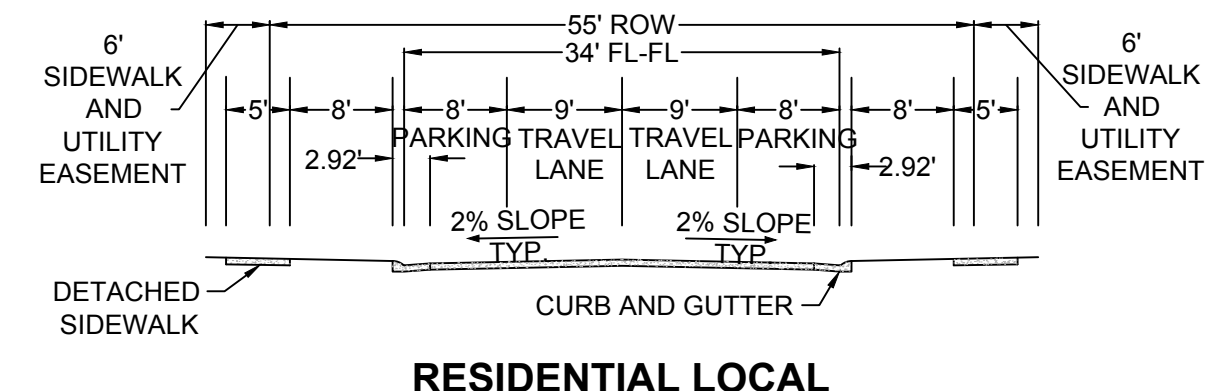 55' ROW
34' FL-FL
6'
SIDEWALK
AND
UTILITY
EASEMENT
6'
SIDEWALK
AND
UTILITY
EASEMENT
5' 8' 8' 9' 9' 8' 8' 5'
PARKING TRAVEL LANE TRAVEL LANE PARKING
2.92' 2.92'
2% SLOPE
TYP.
2% SLOPE
TYP
DETACHED
SIDEWALK
CURB AND GUTTER
RESIDENTIAL LOCAL